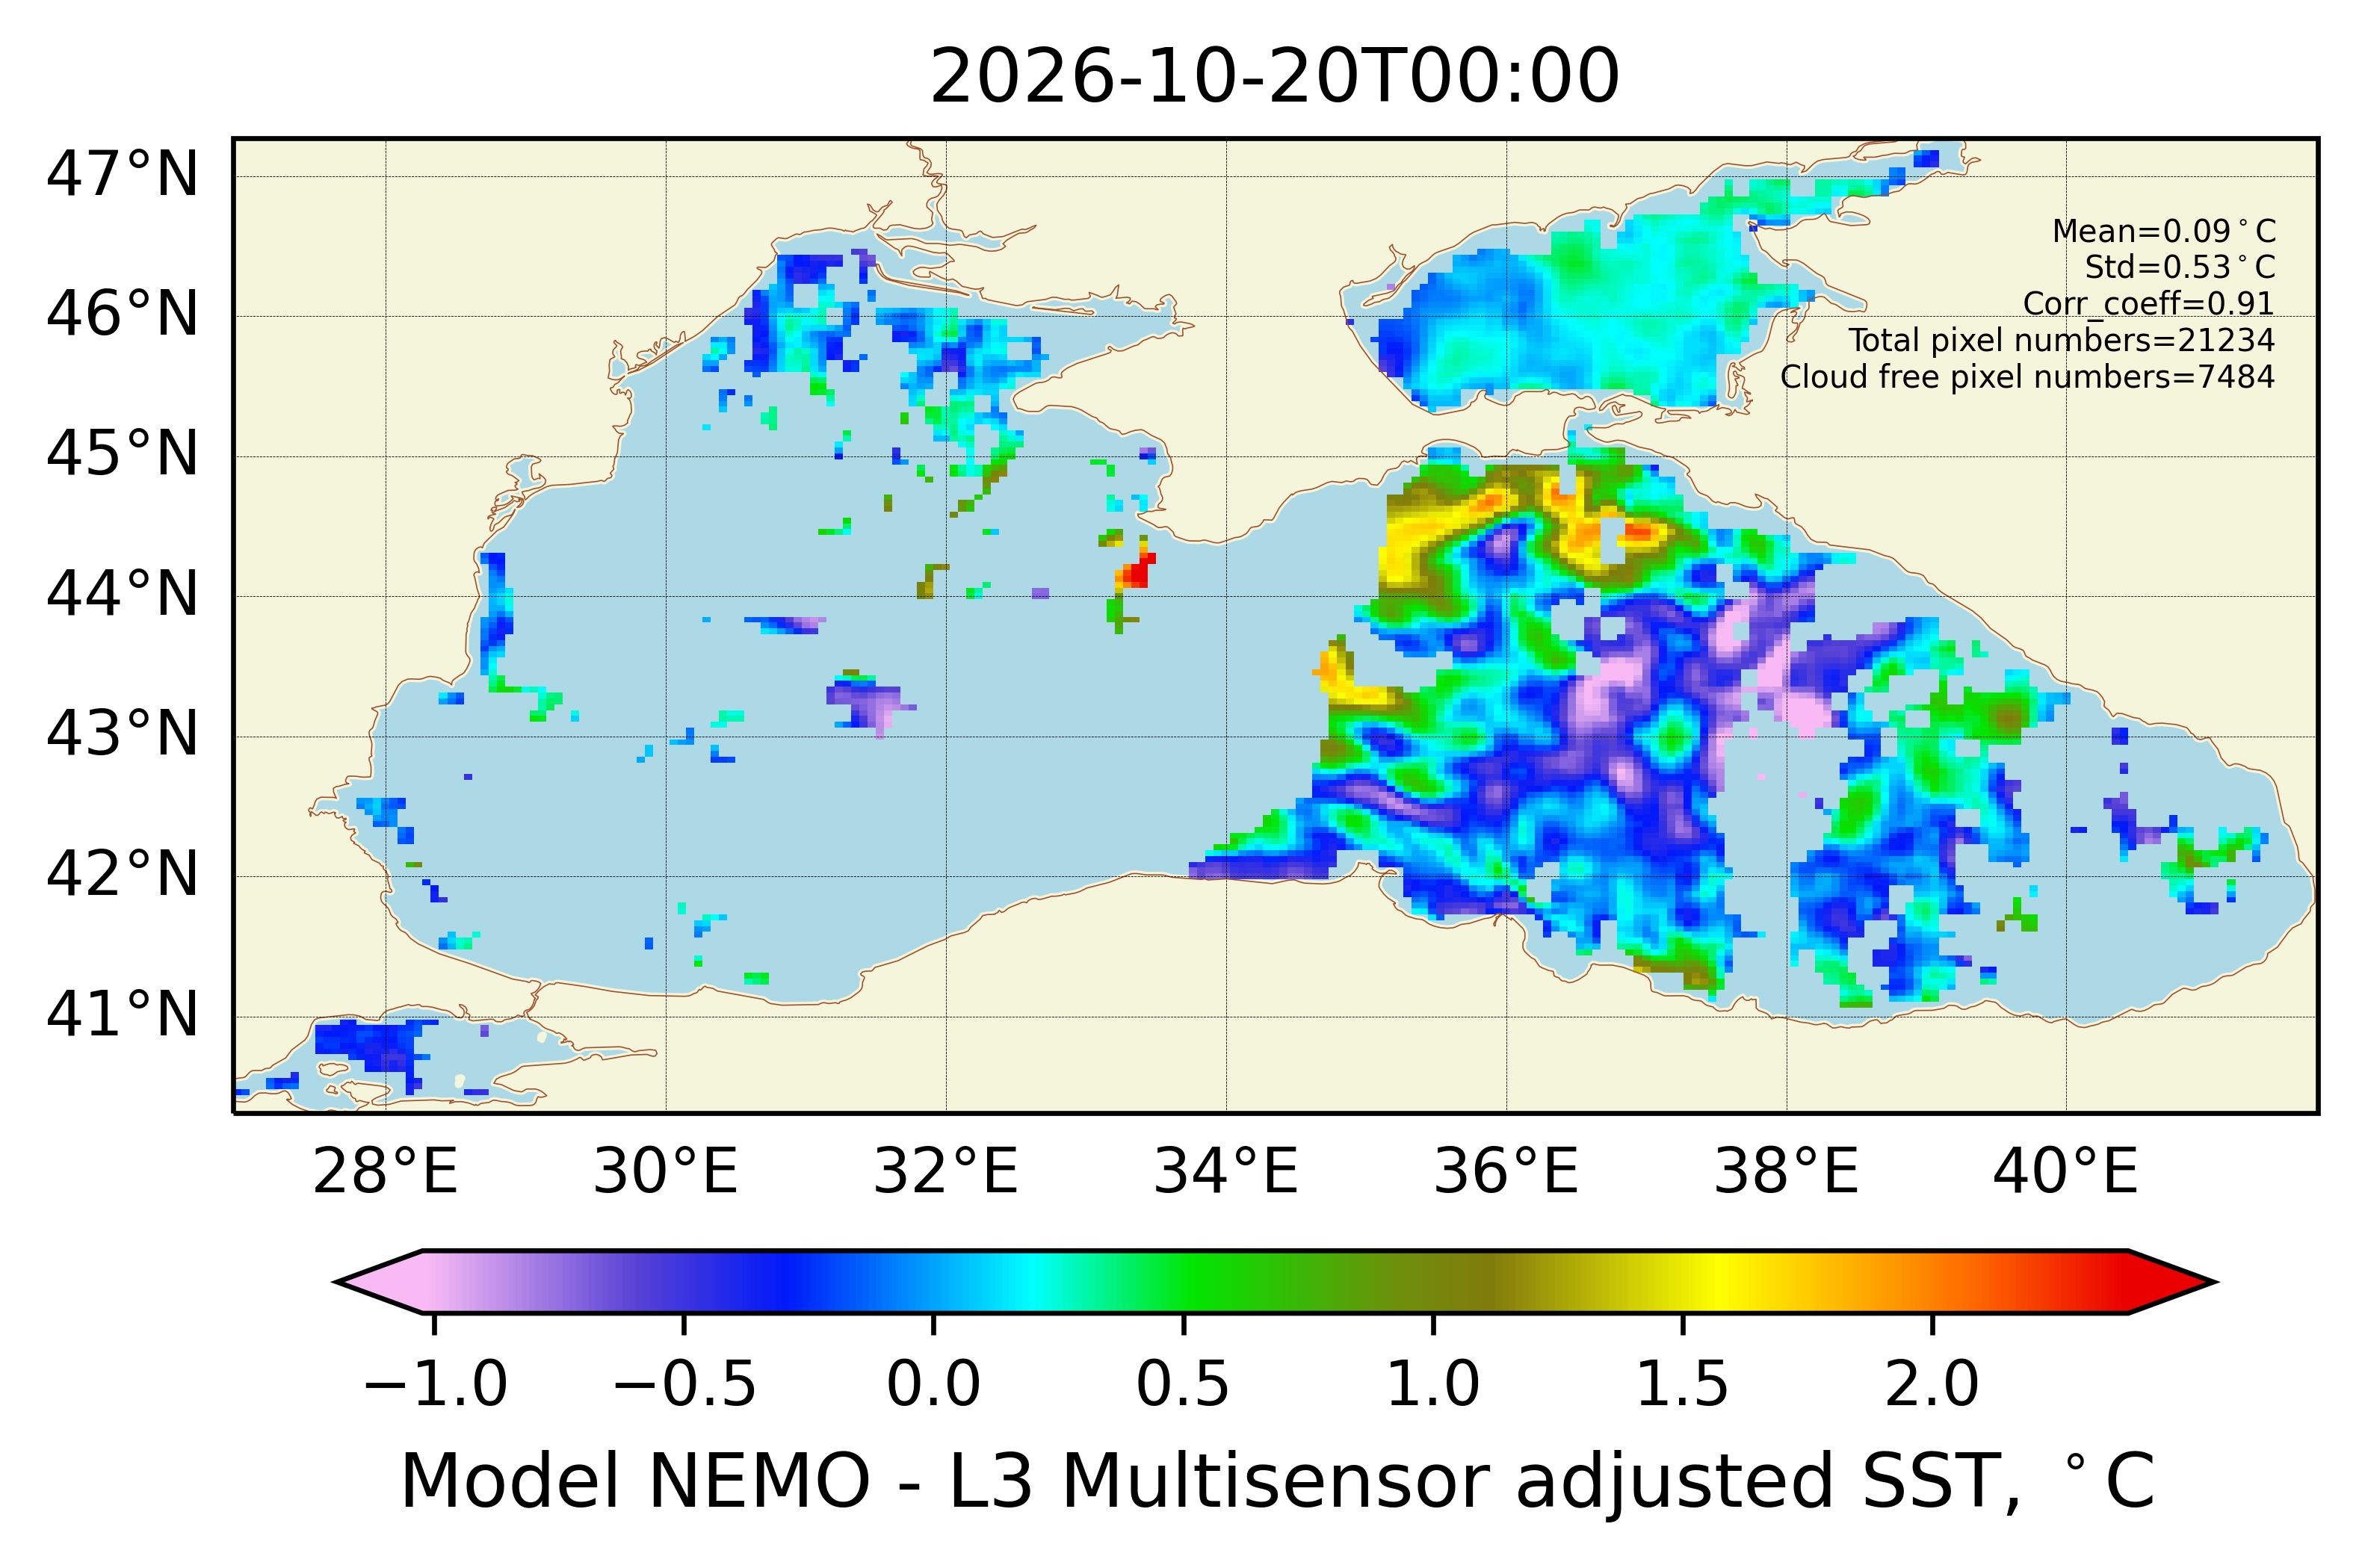 2026-10-20T00:00
47°N
46°N
45°N
44°N
43°N
42°N
41°N
Mean=0.09°C
Std=0.53°C
Corr_coeff=0.91
Total pixel numbers=21234
Cloud free pixel numbers=7484
28°E 30°E 32°E 34°E 36°E 38°E 40°E
−1.0 −0.5 0.0 0.5 1.0 1.5 2.0
Model NEMO - L3 Multisensor adjusted SST, °C